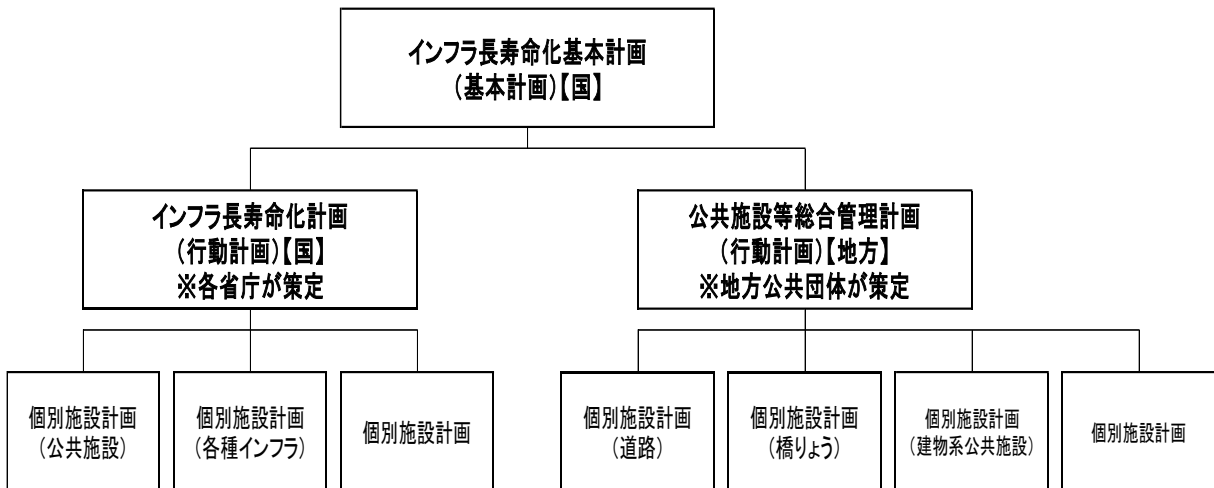 インフラ長寿命化基本計画
(基本計画)【国】
インフラ長寿命化計画
(行動計画)【国】
※各省庁が策定
公共施設等総合管理計画
(行動計画)【地方】
※地方公共団体が策定
個別施設計画
(公共施設)
個別施設計画
(各種インフラ)
個別施設計画
個別施設計画
(道路)
個別施設計画
(橋りょう)
個別施設計画
(建物系公共施設)
個別施設計画